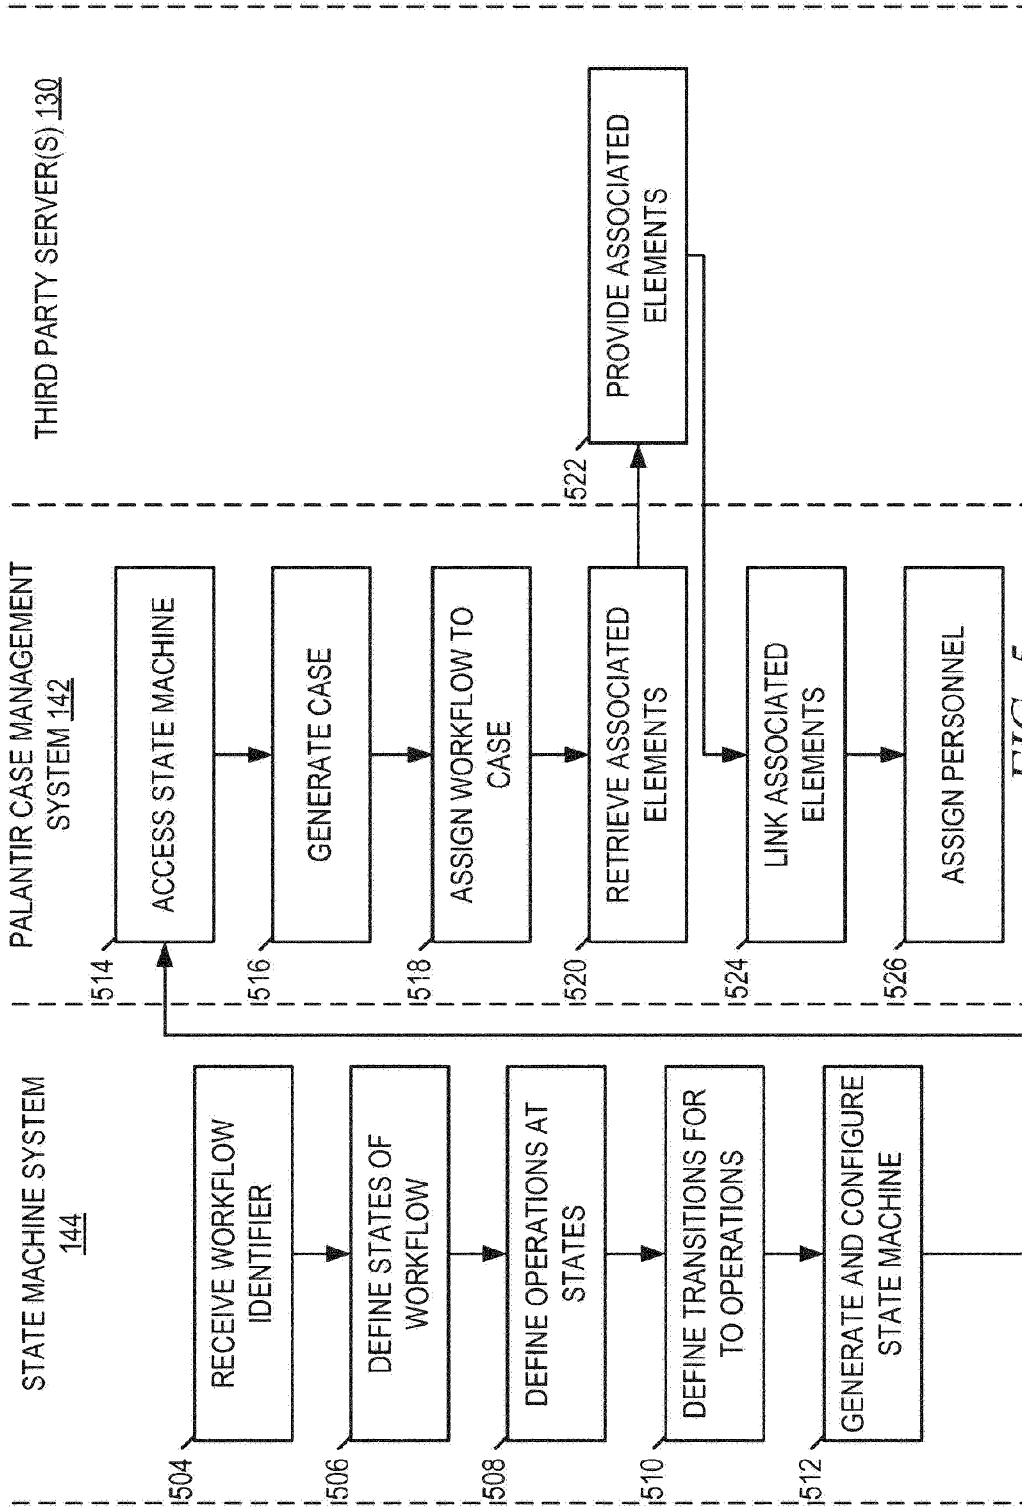 STATE MACHINE SYSTEM
144
504
RECEIVE WORKFLOW
IDENTIFIER
506
DEFINE STATES OF
WORKFLOW
508
DEFINE OPERATIONS AT
STATES
510
DEFINE TRANSITIONS FOR
TO OPERATIONS
512
GENERATE AND CONFIGURE
STATE MACHINE
PALANTIR CASE MANAGEMENT
SYSTEM 142
514
ACCESS STATE MACHINE
516
GENERATE CASE
518
ASSIGN WORKFLOW TO
CASE
520
RETRIEVE ASSOCIATED
ELEMENTS
524
LINK ASSOCIATED
ELEMENTS
526
ASSIGN PERSONNEL
THIRD PARTY SERVER(S) 130
522
PROVIDE ASSOCIATED
ELEMENTS